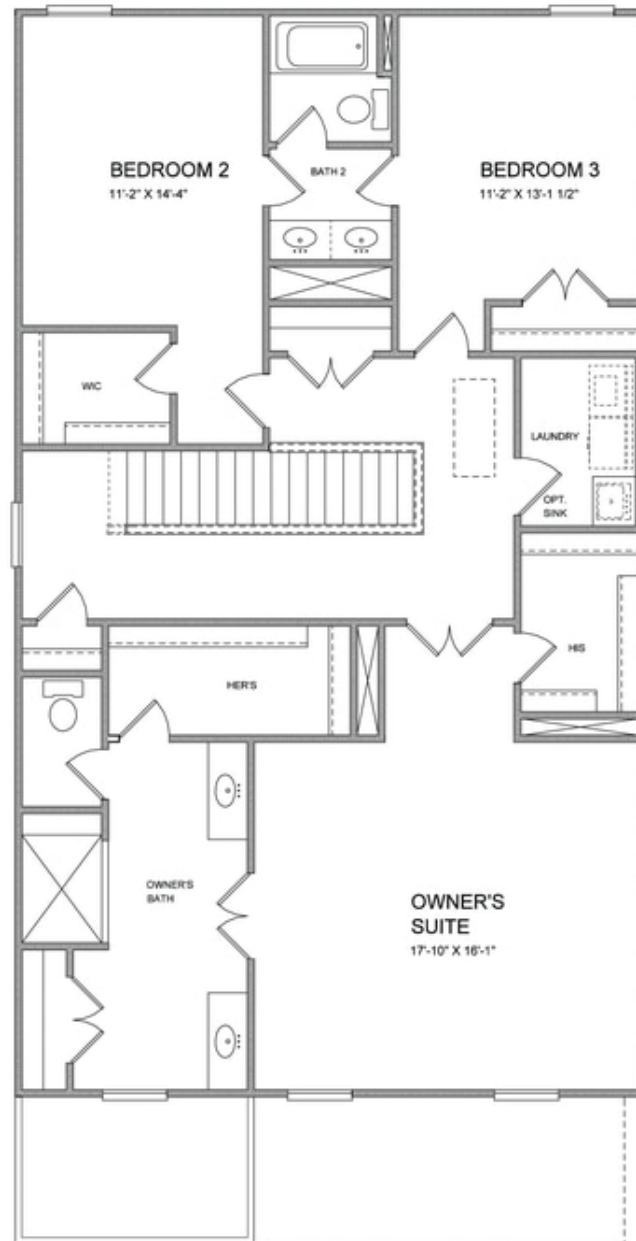 BEDROOM 2
11'-2" X 14'-4"
BATH 2
BEDROOM 3
11'-2" X 13'-1 1/2"
WIC
LAUNDRY
OPT.
SINK
HER'S
HIS
OWNER'S
BATH
OWNER'S
SUITE
17'-10" X 16'-1"